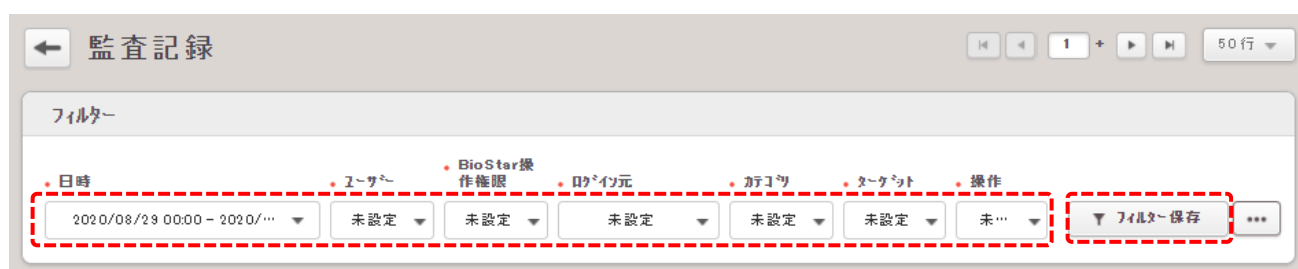 監査記録
1 +
50行
フィルター
日時
ユーザー
BioStar操
作権限
ログイン元
カテゴリ
ターゲット
操作
2020/08/29 00:00 - 2020/…
未設定
未設定
未設定
未設定
未設定
未…
フィルター保存